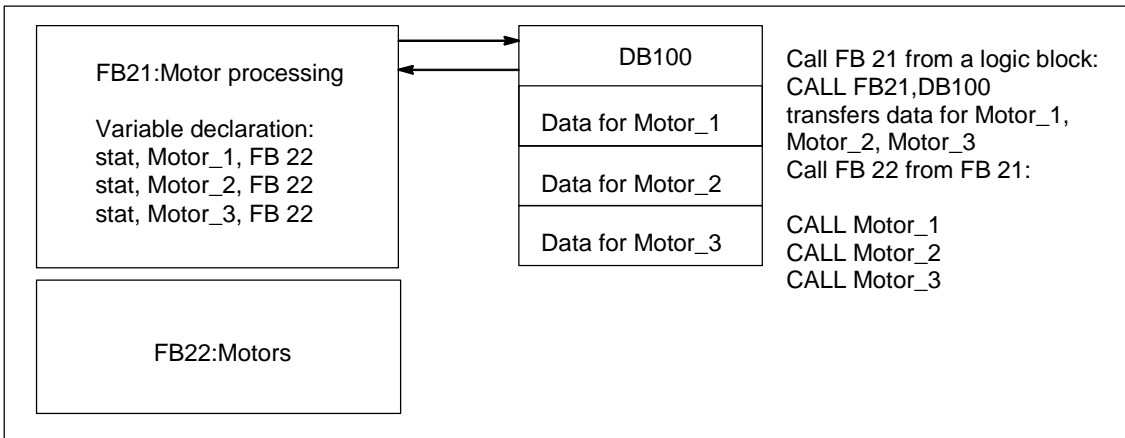 FB21:Motor processing
Variable declaration:
stat, Motor_1, FB 22
stat, Motor_2, FB 22
stat, Motor_3, FB 22
FB22:Motors
DB100
Data for Motor_1
Data for Motor_2
Data for Motor_3
Call FB 21 from a logic block:
CALL FB21,DB100
transfers data for Motor_1,
Motor_2, Motor_3
Call FB 22 from FB 21:
CALL Motor_1
CALL Motor_2
CALL Motor_3